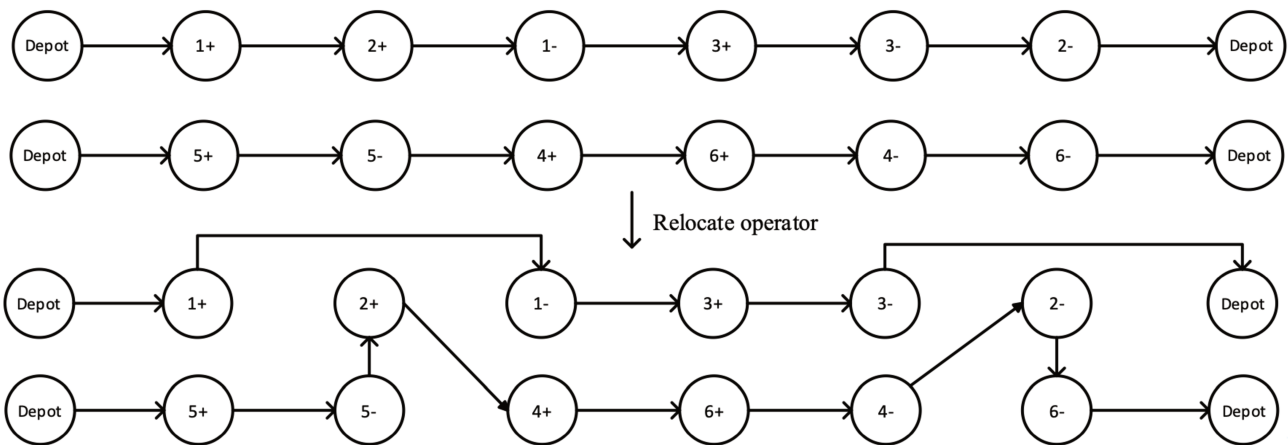 Depot 1+ 2+ 1- 3+ 3- 2- Depot
Depot 5+ 5- 4+ 6+ 4- 6- Depot
Relocate operator
Depot 1+ 2+ 1- 3+ 3- 2- Depot
Depot 5+ 5- 4+ 6+ 4- 6- Depot